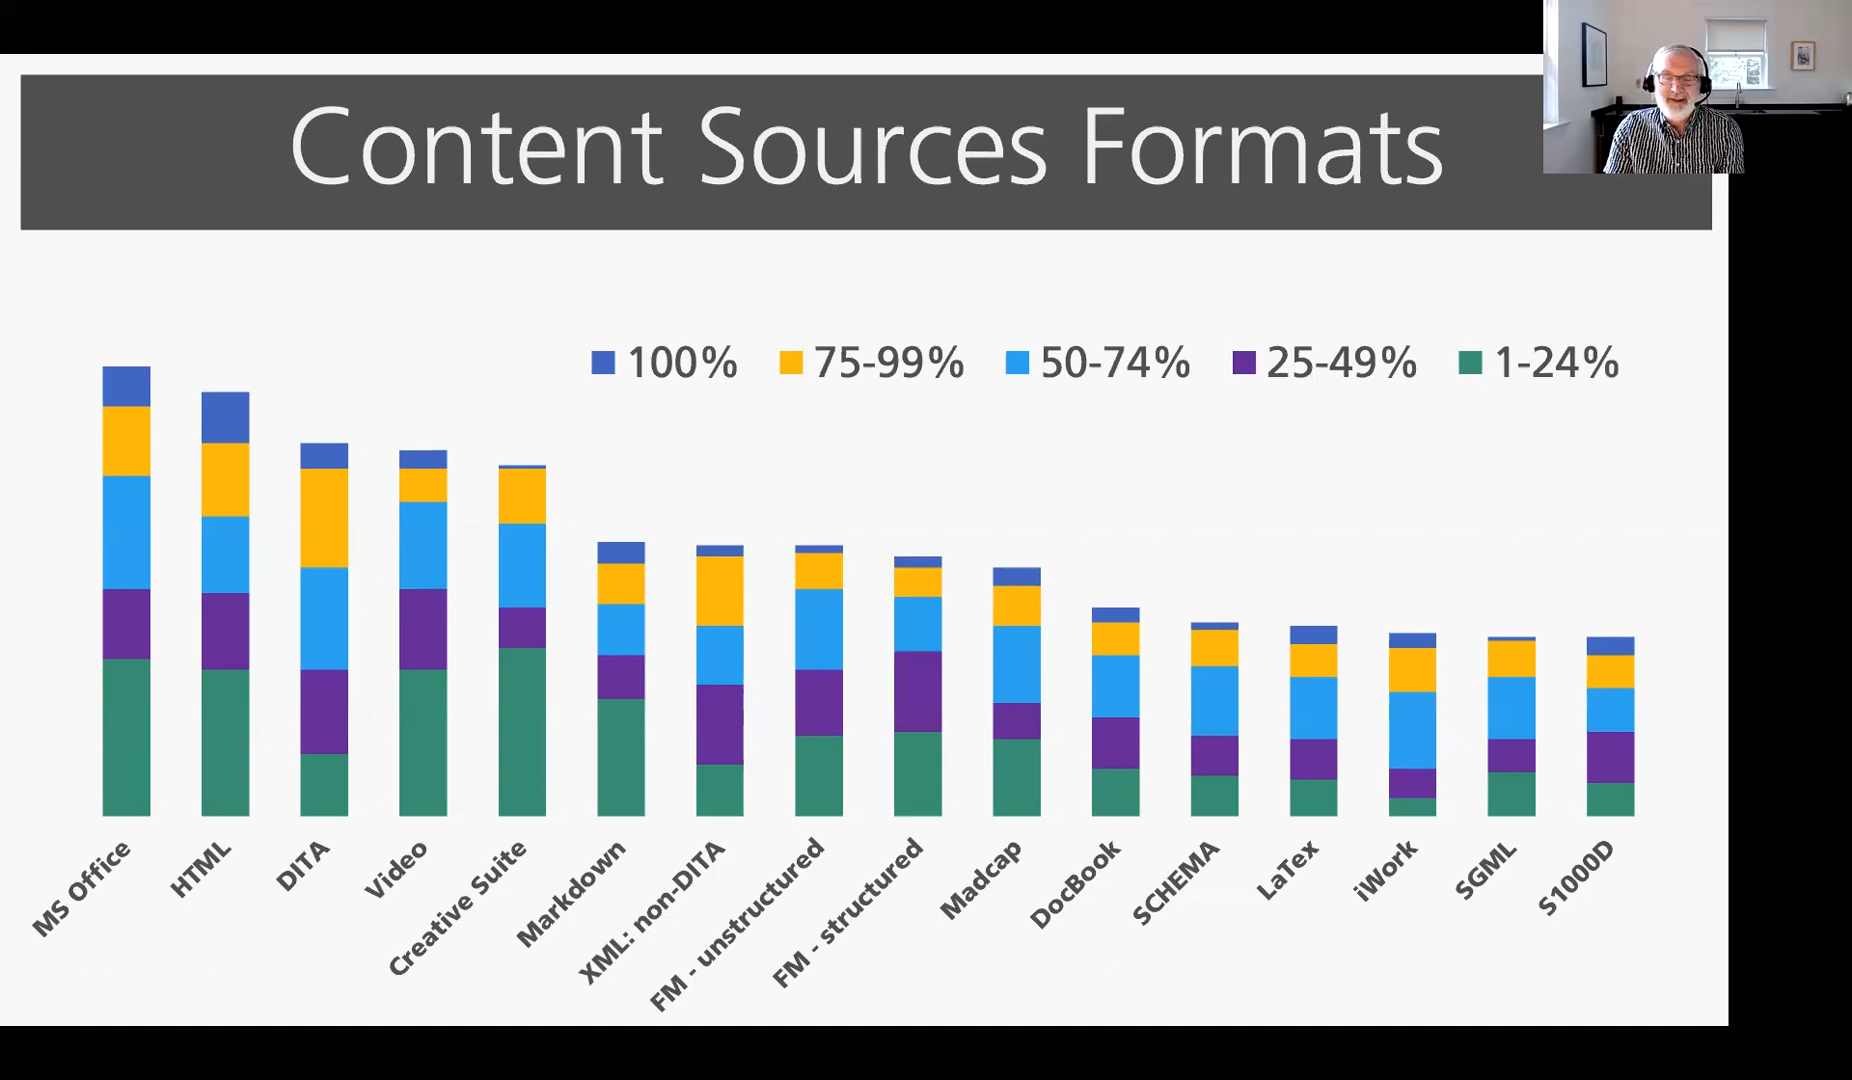 Content Sources Formats
100% 75-99% 50-74% 25-49% 1-24%
MS Office
HTML
DITA
Video
Creative Suite
Markdown
XML: non-DITA
FM - unstructured
FM - structured
Madcap
DocBook
SCHEMA
LaTex
iWork
SGML
S1000D